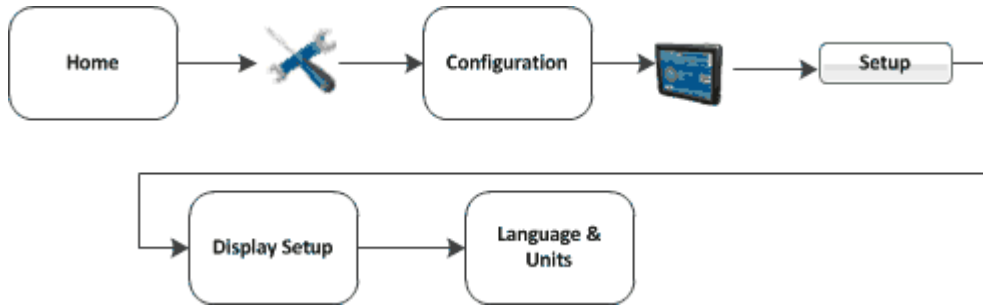 Home
Configuration
Setup
Display Setup
Language &
Units